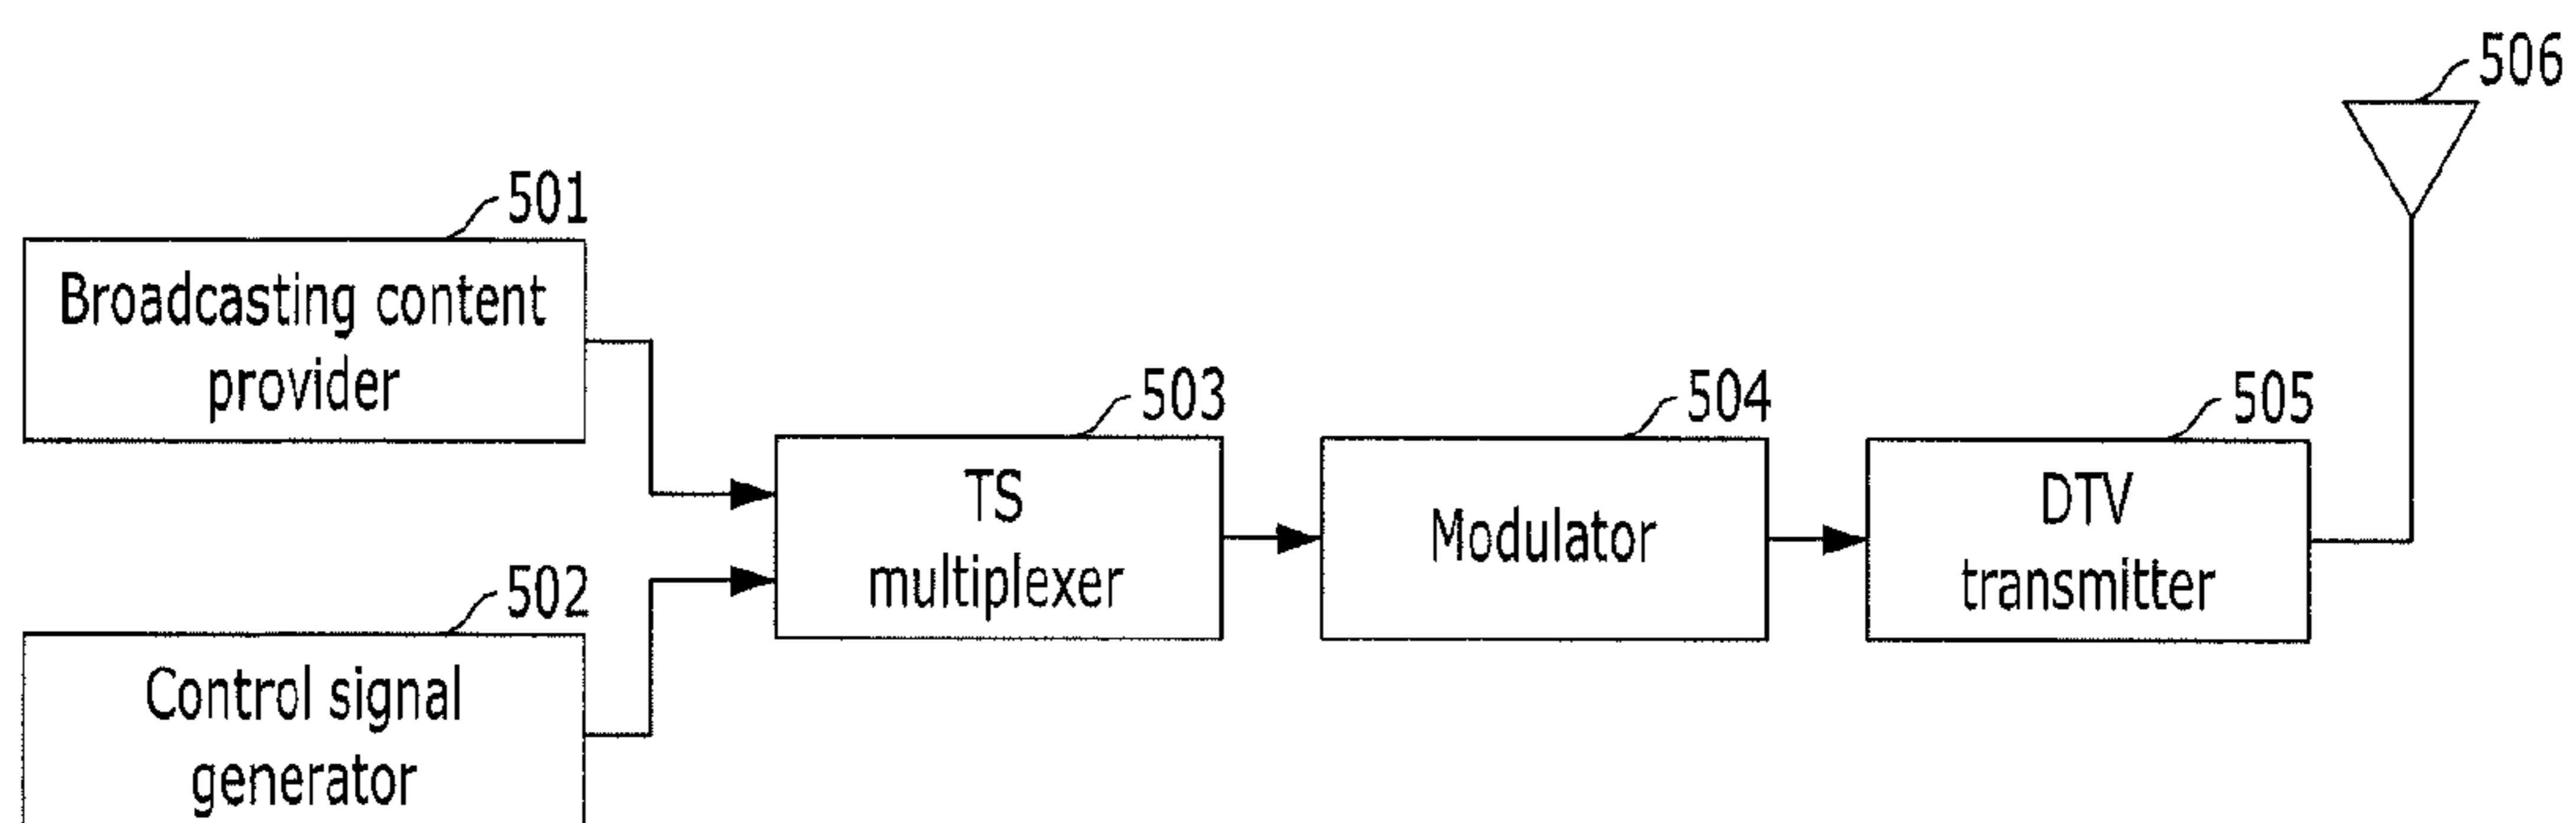 506
501
Broadcasting content
provider
503
504
505
TS
multiplexer
Modulator
DTV
transmitter
502
Control signal
generator